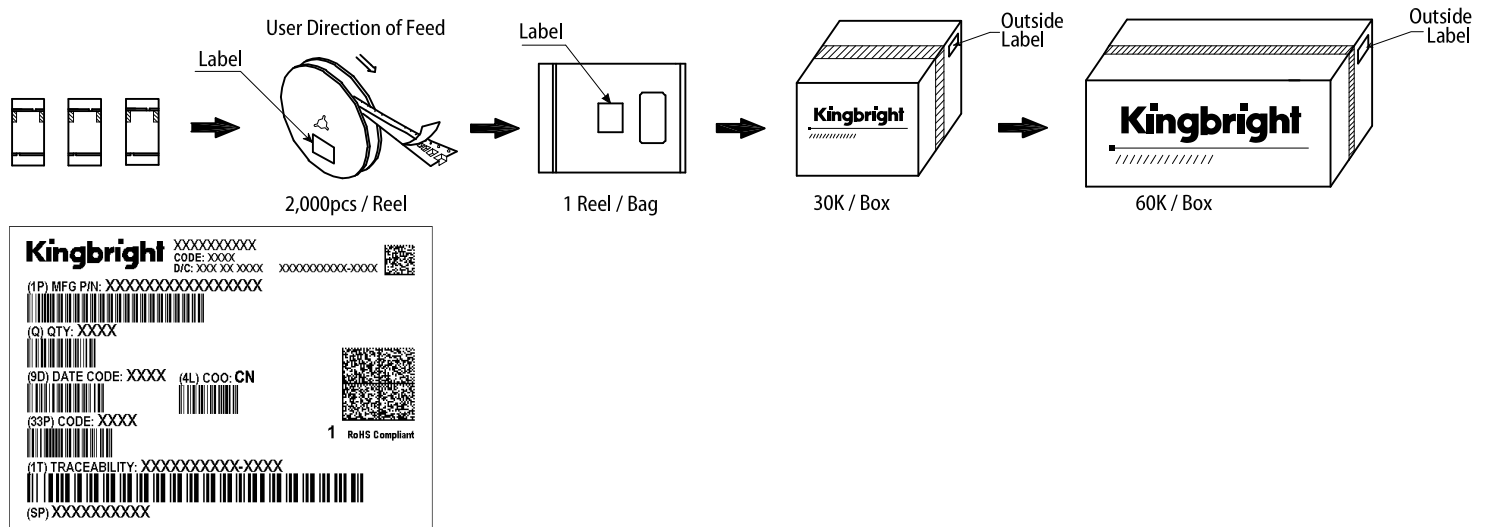 User Direction of Feed
Label
Label
Outside
Label
Outside
Label
Kingbright
Kingbright
2,000pcs / Reel
1 Reel / Bag
30K / Box
60K / Box
Kingbright
XXXXXXXXXX
CODE: XXXX
D/C: XXX XX XXXX
XXXXXXXXXX-XXXX
(1P) MFG P/N: XXXXXXXXXXXXXXXX
(Q) QTY: XXXX
(9D) DATE CODE: XXXX
(4L) COO: CN
(33P) CODE: XXXX
1
RoHS Compliant
(1T) TRACEABILITY: XXXXXXXXXX-XXXX
(SP) XXXXXXXXXX